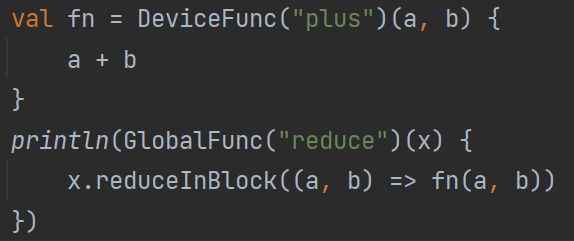 val fn = DeviceFunc("plus")(a, b) {
    a + b
}
println(GlobalFunc("reduce")(x) {
    x.reduceInBlock((a, b) => fn(a, b))
})